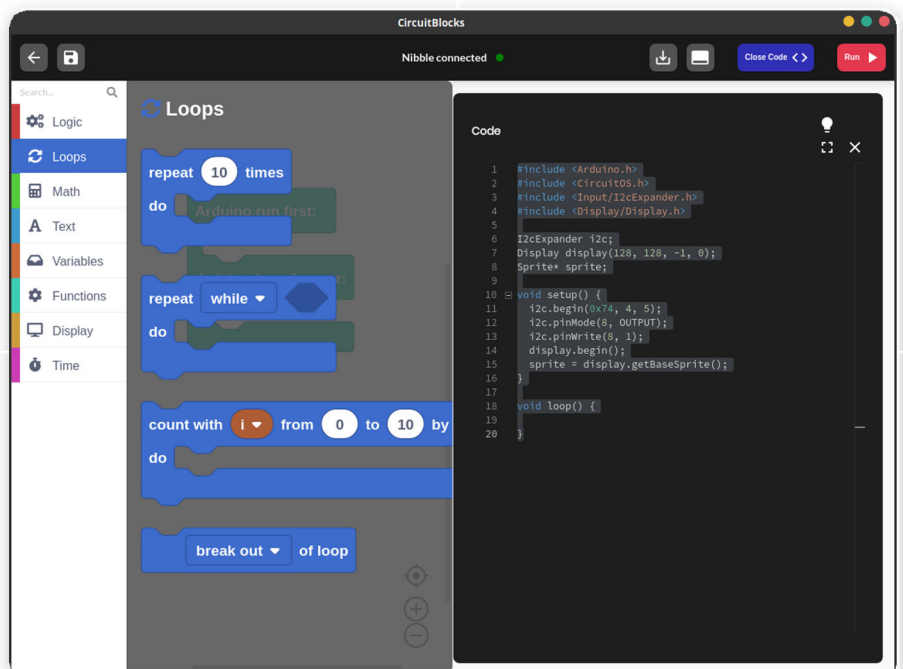 CircuitBlocks
Nibble connected
Close Code
Run
Search...
Logic
Loops
Math
Text
Variables
Functions
Display
Time
Loops
repeat 10 times
do
Arduino run first:
repeat while
do
count with i from 0 to 10 by
do
break out of loop
Code
1 #include <Arduino.h>
2 #include <CircuitOS.h>
3 #include <Input/I2cExpander.h>
4 #include <Display/Display.h>
5
6 I2cExpander i2c;
7 Display display(128, 128, -1, 0);
8 Sprite* sprite;
9
10 void setup() {
11 i2c.begin(0x74, 4, 5);
12 i2c.pinMode(8, OUTPUT);
13 i2c.pinWrite(8, 1);
14 display.begin();
15 sprite = display.getBaseSprite();
16 }
17
18 void loop() {
19
20 }